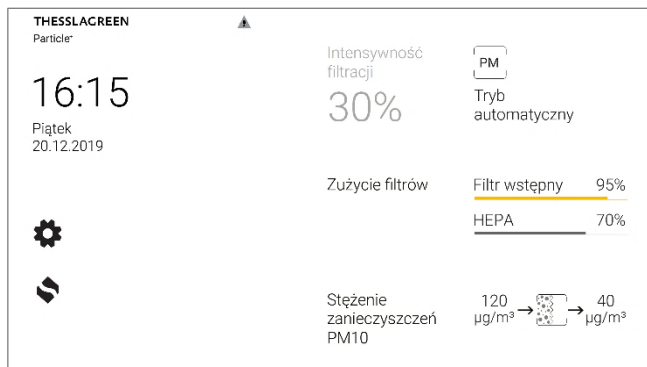 THESSLAGREEN
Particle+
16:15
Piątek
20.12.2019
Intensywność
filtracji
30%
PM
Tryb
automatyczny
Zużycie filtrów
Filtr wstępny 95%
HEPA 70%
Stężenie
zanieczyszczeń
PM10
120
µg/m³
40
µg/m³